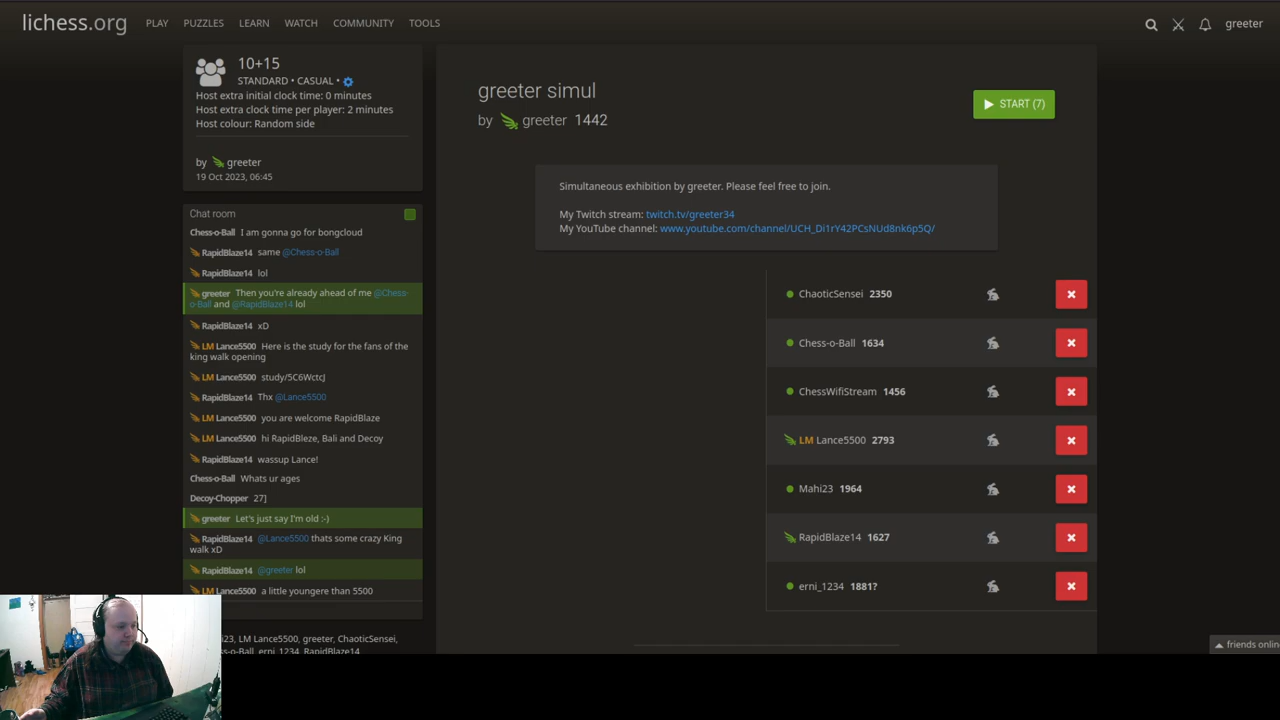 lichess.org PLAY PUZZLES LEARN WATCH COMMUNITY TOOLS greeter
10+15
STANDARD • CASUAL •
Host extra initial clock time: 0 minutes
Host extra clock time per player: 2 minutes
Host colour: Random side
by greeter
19 Oct 2023, 06:45
Chat room
Chess-o-Ball I am gonna go for bongcloud
RapidBlaze14 same @Chess-o-Ball
RapidBlaze14 lol
greeter Then you're already ahead of me @Chess-
o-Ball and @RapidBlaze14 lol
RapidBlaze14 xD
LM Lance5500 Here is the study for the fans of the
king walk opening
LM Lance5500 study/5C6WctcJ
RapidBlaze14 Thx @Lance5500
LM Lance5500 you are welcome RapidBlaze
LM Lance5500 hi RapidBleze, Bali and Decoy
RapidBlaze14 wassup Lance!
Chess-o-Ball Whats ur ages
Decoy-Chopper 27]
greeter Let's just say I'm old :-)
RapidBlaze14 @Lance5500 thats some crazy King
walk xD
RapidBlaze14 @greeter lol
LM Lance5500 a little youngere than 5500
LM Lance5500, greeter, ChaoticSensei,
erni_1234, RapidBlaze14
greeter simul
by greeter 1442
START (7)
Simultaneous exhibition by greeter. Please feel free to join.
My Twitch stream: twitch.tv/greeter34
My YouTube channel: www.youtube.com/channel/UCH_Di1rY42PCsNUd8nk6p5Q/
ChaoticSensei 2350
Chess-o-Ball 1634
ChessWifiStream 1456
LM Lance5500 2793
Mahi23 1964
RapidBlaze14 1627
erni_1234 1881?
friends onlin